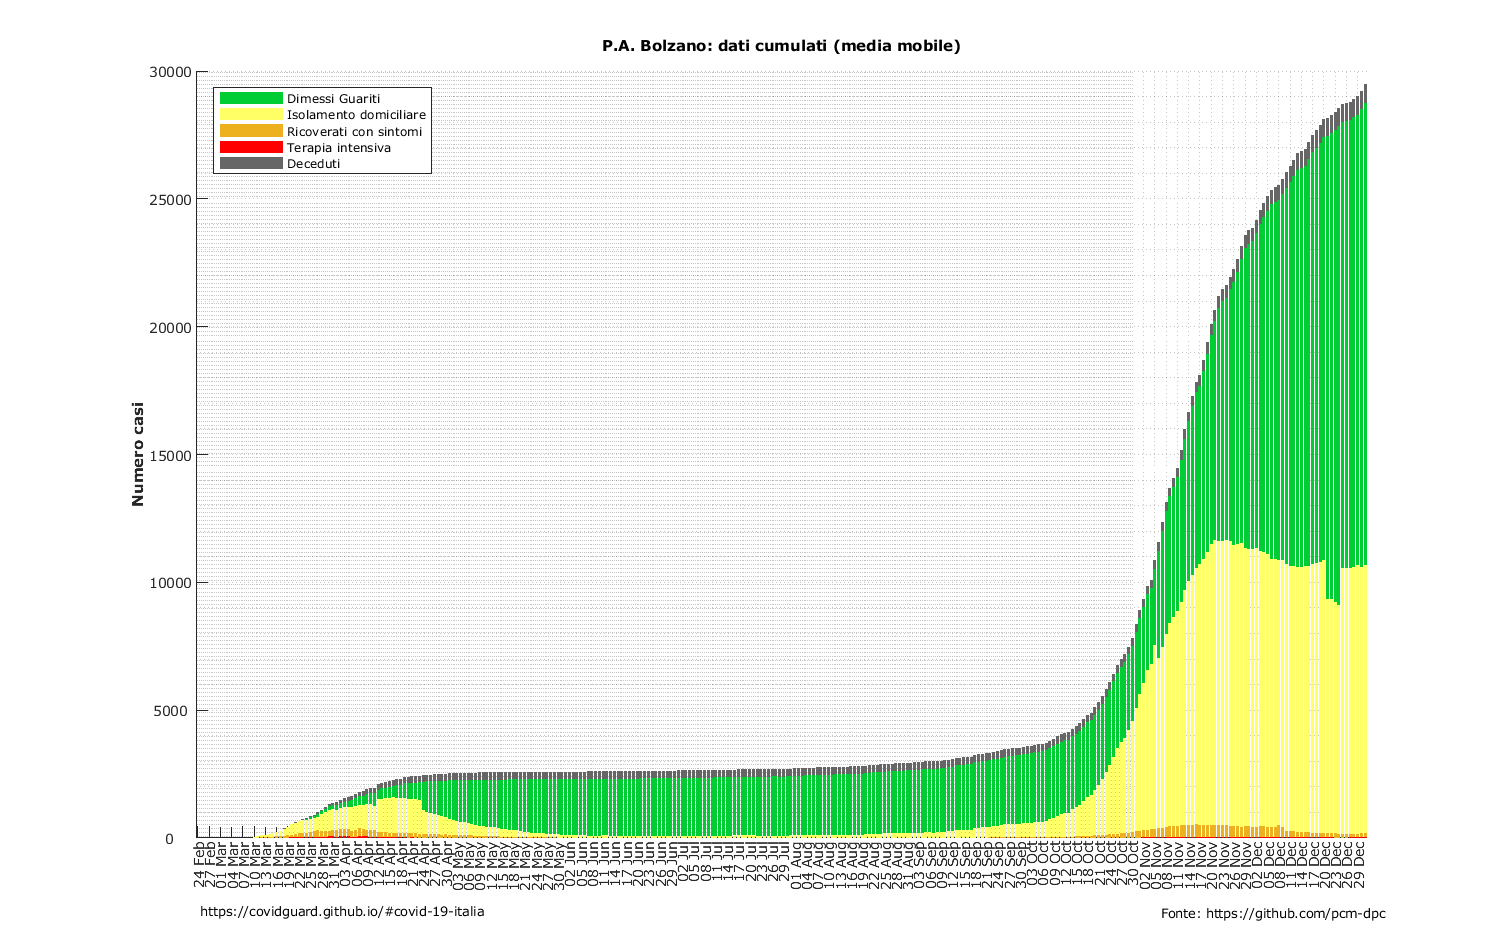 P.A. Bolzano: dati cumulati (media mobile)
Dimessi Guariti
Isolamento domiciliare
Ricoverati con sintomi
Terapia intensiva
Deceduti
Numero casi
30000
25000
20000
15000
10000
5000
0
24 Feb
27 Feb
01 Mar
04 Mar
07 Mar
10 Mar
13 Mar
16 Mar
19 Mar
22 Mar
25 Mar
28 Mar
31 Mar
03 Apr
06 Apr
09 Apr
12 Apr
15 Apr
18 Apr
21 Apr
24 Apr
27 Apr
30 Apr
03 May
06 May
09 May
12 May
15 May
18 May
21 May
24 May
27 May
30 May
02 Jun
05 Jun
08 Jun
11 Jun
14 Jun
17 Jun
20 Jun
23 Jun
26 Jun
29 Jun
02 Jul
05 Jul
08 Jul
11 Jul
14 Jul
17 Jul
20 Jul
23 Jul
26 Jul
29 Jul
01 Aug
04 Aug
07 Aug
10 Aug
13 Aug
16 Aug
19 Aug
22 Aug
25 Aug
28 Aug
31 Aug
03 Sep
06 Sep
09 Sep
12 Sep
15 Sep
18 Sep
21 Sep
24 Sep
27 Sep
30 Sep
03 Oct
06 Oct
09 Oct
12 Oct
15 Oct
18 Oct
21 Oct
24 Oct
27 Oct
30 Oct
02 Nov
05 Nov
08 Nov
11 Nov
14 Nov
17 Nov
20 Nov
23 Nov
26 Nov
29 Nov
02 Dec
05 Dec
08 Dec
11 Dec
14 Dec
17 Dec
20 Dec
23 Dec
26 Dec
29 Dec
https://covidguard.github.io/#covid-19-italia
Fonte: https://github.com/pcm-dpc